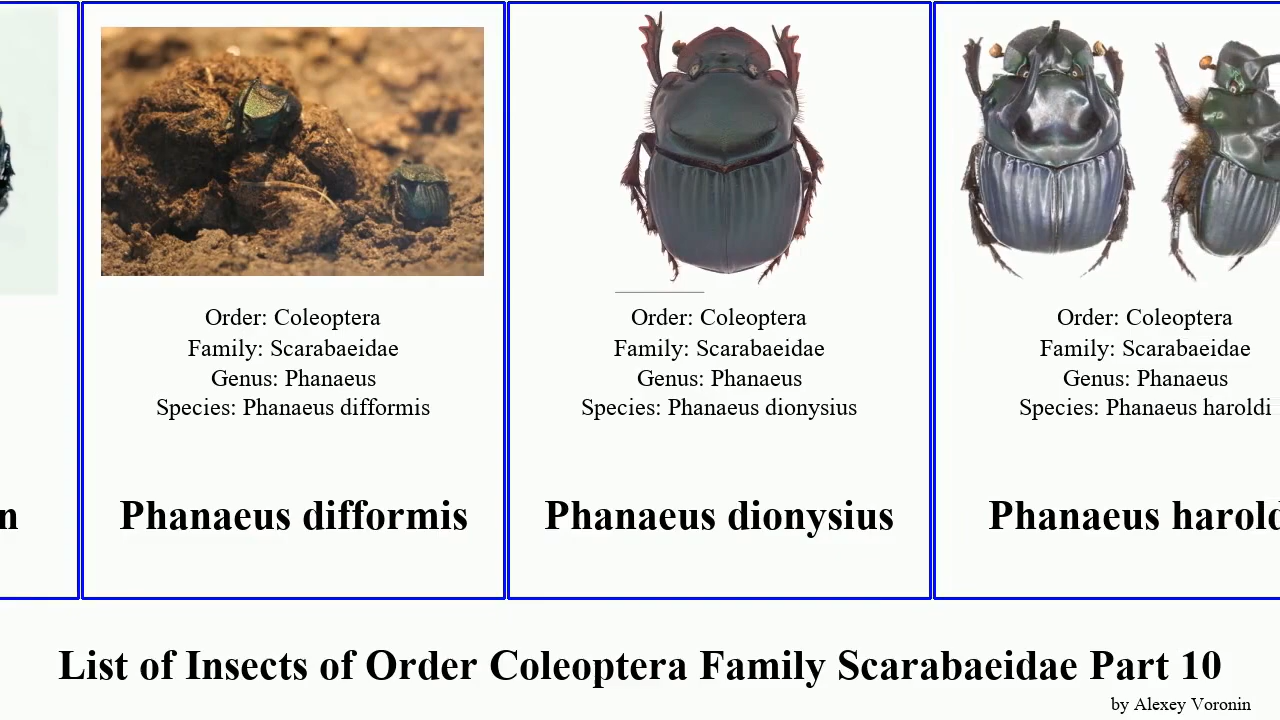 n
Order: Coleoptera
Family: Scarabaeidae
Genus: Phanaeus
Species: Phanaeus difformis
Phanaeus difformis
Order: Coleoptera
Family: Scarabaeidae
Genus: Phanaeus
Species: Phanaeus dionysius
Phanaeus dionysius
Order: Coleoptera
Family: Scarabaeidae
Genus: Phanaeus
Species: Phanaeus haroldi
Phanaeus harold
List of Insects of Order Coleoptera Family Scarabaeidae Part 10
by Alexey Voronin